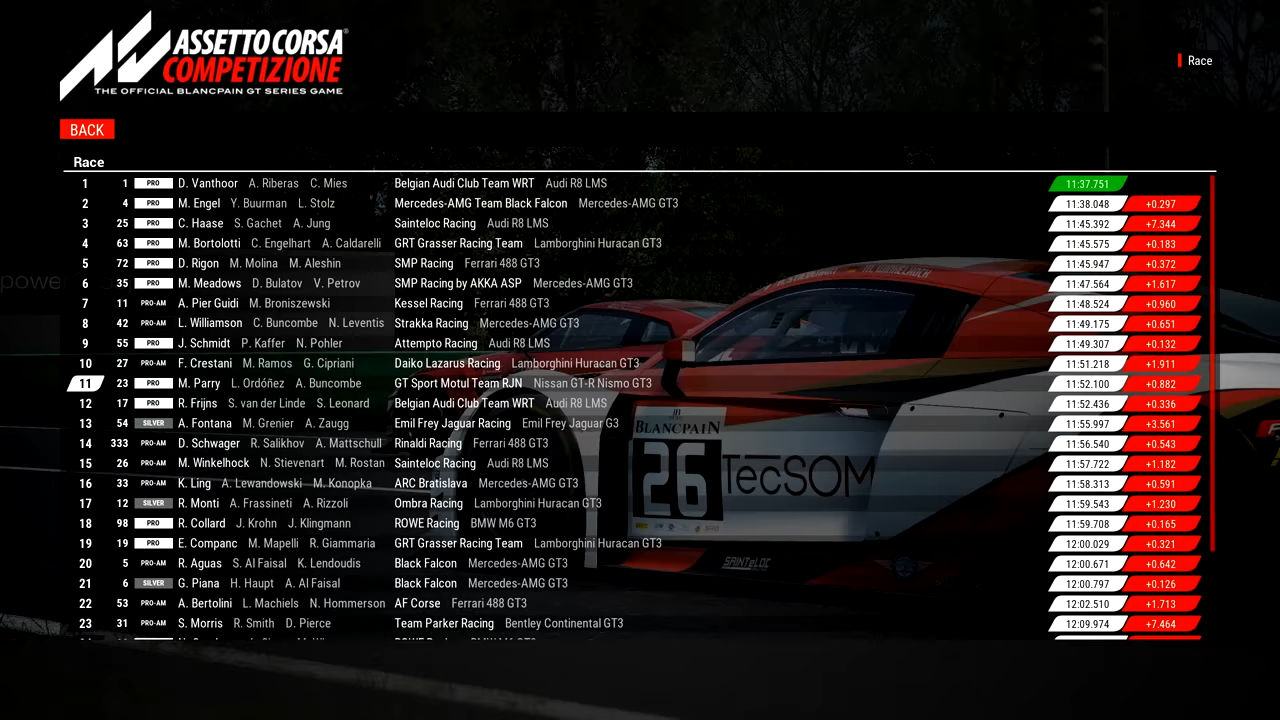 ASSETTO CORSA
COMPETIZIONE
THE OFFICIAL BLANCPAIN GT SERIES GAME
Race
BACK
Race
1 1 PRO D. Vanthoor A. Riberas C. Mies Belgian Audi Club Team WRT Audi R8 LMS 11:37.751
2 4 PRO M. Engel Y. Buurman L. Stolz Mercedes-AMG Team Black Falcon Mercedes-AMG GT3 11:38.048 +0.297
3 25 PRO C. Haase S. Gachet A. Jung Sainteloc Racing Audi R8 LMS 11:45.392 +7.344
4 63 PRO M. Bortolotti C. Engelhart A. Caldarelli GRT Grasser Racing Team Lamborghini Huracan GT3 11:45.575 +0.183
5 72 PRO D. Rigon M. Molina M. Aleshin SMP Racing Ferrari 488 GT3 11:45.947 +0.372
6 35 PRO M. Meadows D. Bulatov V. Petrov SMP Racing by AKKA ASP Mercedes-AMG GT3 11:47.564 +1.617
7 11 PRO-AM A. Pier Guidi M. Broniszewski Kessel Racing Ferrari 488 GT3 11:48.524 +0.960
8 42 PRO-AM L. Williamson C. Buncombe N. Leventis Strakka Racing Mercedes-AMG GT3 11:49.175 +0.651
9 55 PRO J. Schmidt P. Kaffer N. Pohler Attempto Racing Audi R8 LMS 11:49.307 +0.132
10 27 PRO-AM F. Crestani M. Ramos G. Cipriani Daiko Lazarus Racing Lamborghini Huracan GT3 11:51.218 +1.911
11 23 PRO M. Parry L. Ordóñez A. Buncombe GT Sport Motul Team RJN Nissan GT-R Nismo GT3 11:52.100 +0.882
12 17 PRO R. Frijns S. van der Linde S. Leonard Belgian Audi Club Team WRT Audi R8 LMS 11:52.436 +0.336
13 54 SILVER A. Fontana M. Grenier A. Zaugg Emil Frey Jaguar Racing Emil Frey Jaguar G3 11:55.997 +3.561
14 333 PRO-AM D. Schwager R. Salikhov A. Mattschull Rinaldi Racing Ferrari 488 GT3 11:56.540 +0.543
15 26 PRO-AM M. Winkelhock N. Stievenart M. Rostan Sainteloc Racing Audi R8 LMS 11:57.722 +1.182
16 33 PRO-AM K. Ling A. Lewandowski M. Konopka ARC Bratislava Mercedes-AMG GT3 11:58.313 +0.591
17 12 SILVER R. Monti A. Frassineti A. Rizzoli Ombra Racing Lamborghini Huracan GT3 11:59.543 +1.230
18 98 PRO R. Collard J. Krohn J. Klingmann ROWE Racing BMW M6 GT3 11:59.708 +0.165
19 19 PRO E. Companc M. Mapelli R. Giammaria GRT Grasser Racing Team Lamborghini Huracan GT3 12:00.029 +0.321
20 5 PRO-AM R. Aguas S. Al Faisal K. Lendoudis Black Falcon Mercedes-AMG GT3 12:00.671 +0.642
21 6 SILVER G. Piana H. Haupt A. Al Faisal Black Falcon Mercedes-AMG GT3 12:00.797 +0.126
22 53 PRO-AM A. Bertolini L. Machiels N. Hommerson AF Corse Ferrari 488 GT3 12:02.510 +1.713
23 31 PRO-AM S. Morris R. Smith D. Pierce Team Parker Racing Bentley Continental GT3 12:09.974 +7.464
powe
BLANCPAIN
26 TecSOM
SAINTéLOC